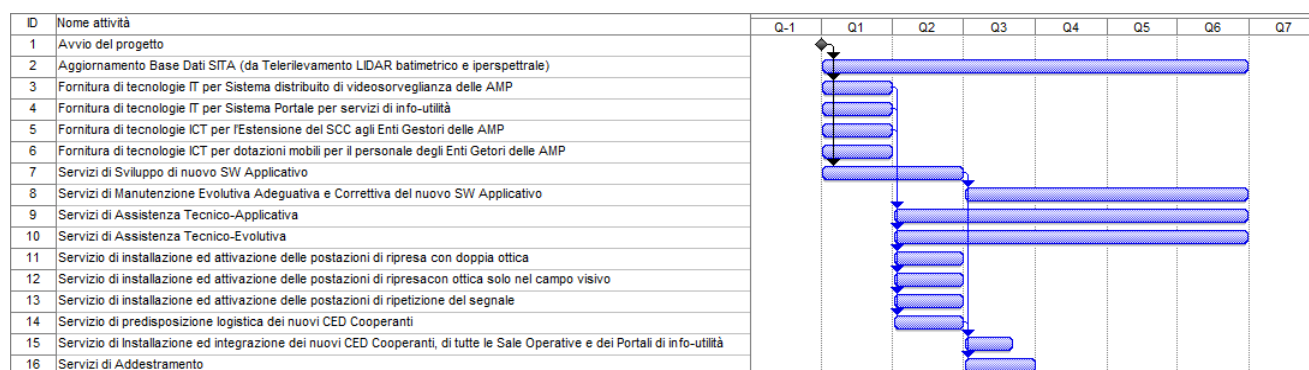 ID Nome attività Q-1 Q1 Q2 Q3 Q4 Q5 Q6 Q7
1 Avvio del progetto
2 Aggiornamento Base Dati SITA (da Telerilevamento LIDAR batimetrico e iperspettrale)
3 Fornitura di tecnologie IT per Sistema distribuito di videosorveglianza delle AMP
4 Fornitura di tecnologie IT per Sistema Portale per servizi di info-utilità
5 Fornitura di tecnologie ICT per l'Estensione del SCC agli Enti Gestori delle AMP
6 Fornitura di tecnologie ICT per dotazioni mobili per il personale degli Enti Getori delle AMP
7 Servizi di Sviluppo di nuovo SW Applicativo
8 Servizi di Manutenzione Evolutiva Adeguativa e Correttiva del nuovo SW Applicativo
9 Servizi di Assistenza Tecnico-Applicativa
10 Servizi di Assistenza Tecnico-Evolutiva
11 Servizio di installazione ed attivazione delle postazioni di ripresa con doppia ottica
12 Servizio di installazione ed attivazione delle postazioni di ripresacon ottica solo nel campo visivo
13 Servizio di installazione ed attivazione delle postazioni di ripetizione del segnale
14 Servizio di predisposizione logistica dei nuovi CED Cooperanti
15 Servizio di Installazione ed integrazione dei nuovi CED Cooperanti, di tutte le Sale Operative e dei Portali di info-utilità
16 Servizi di Addestramento